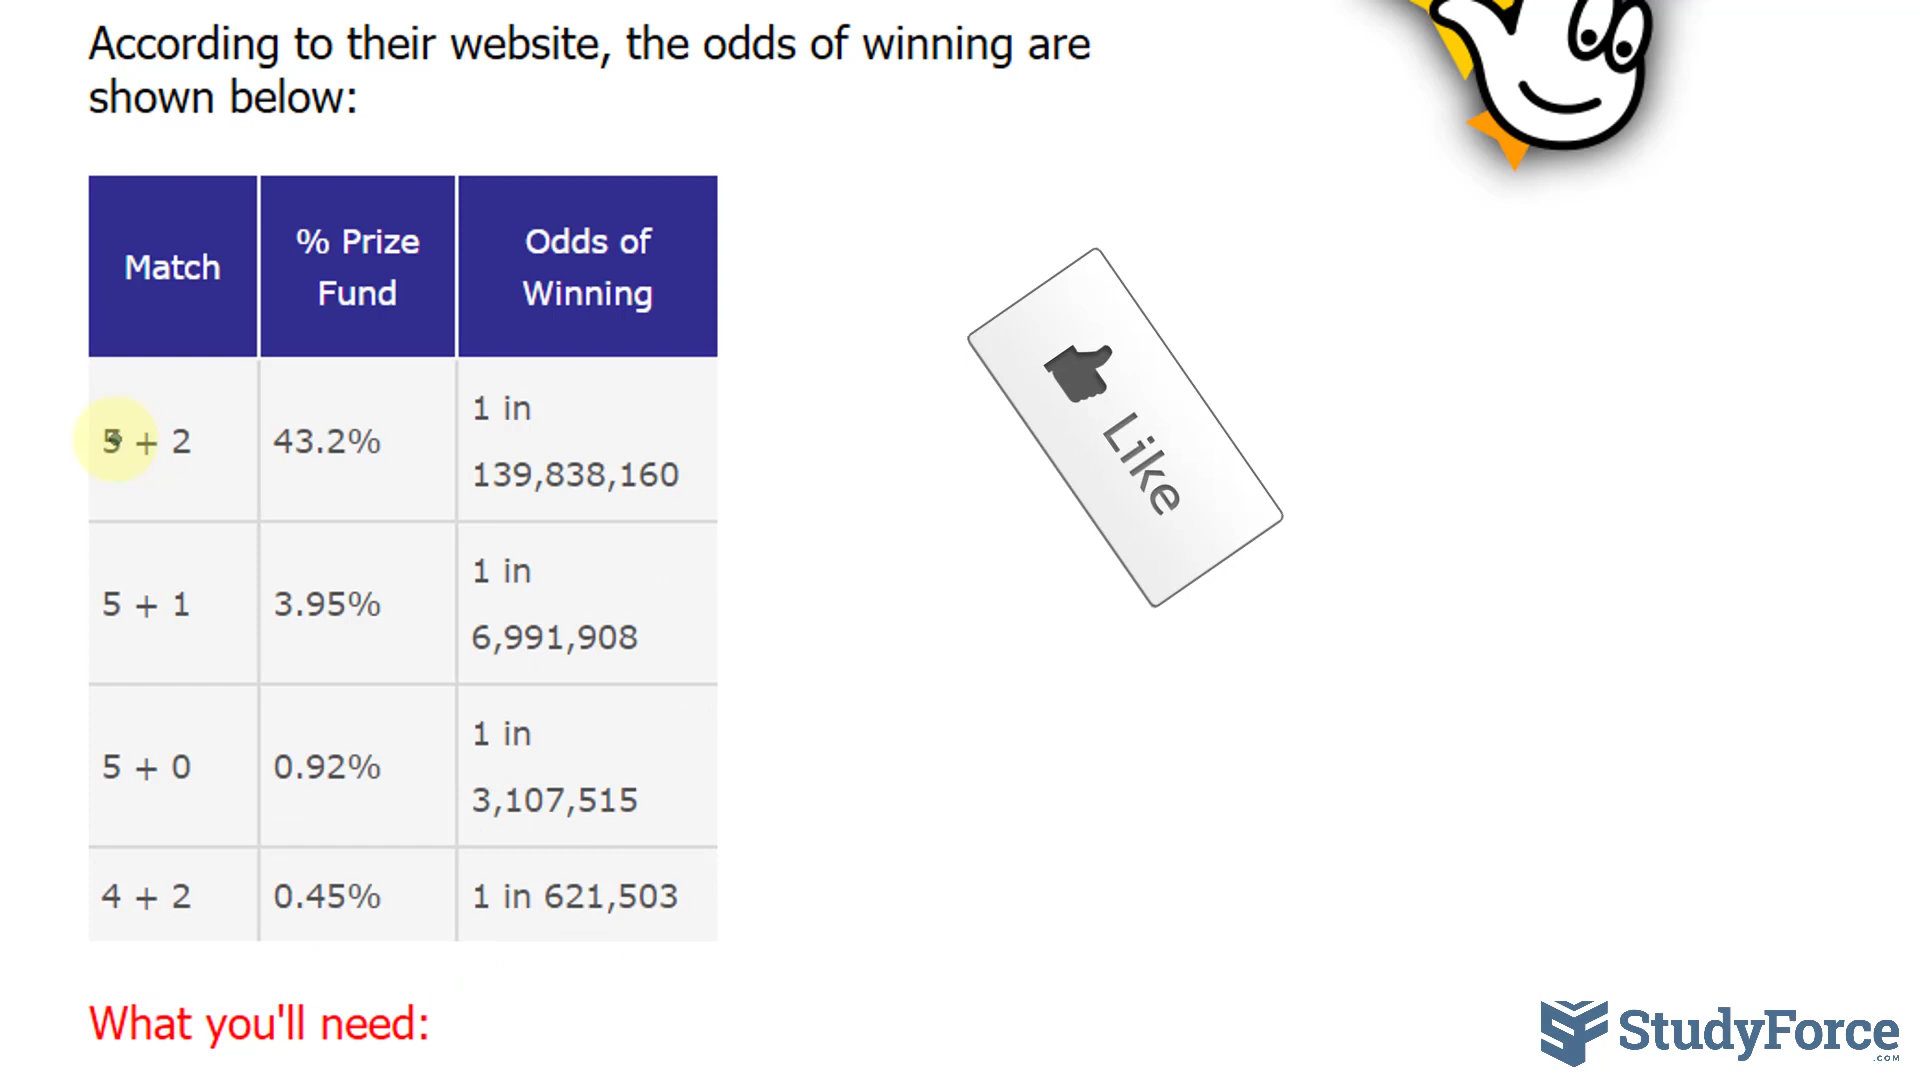 According to their website, the odds of winning are
shown below:
Match
% Prize
Fund
Odds of
Winning
5 + 2
43.2%
1 in
139,838,160
5 + 1
3.95%
1 in
6,991,908
5 + 0
0.92%
1 in
3,107,515
4 + 2
0.45%
1 in 621,503
Like
What you'll need:
StudyForce
.COM